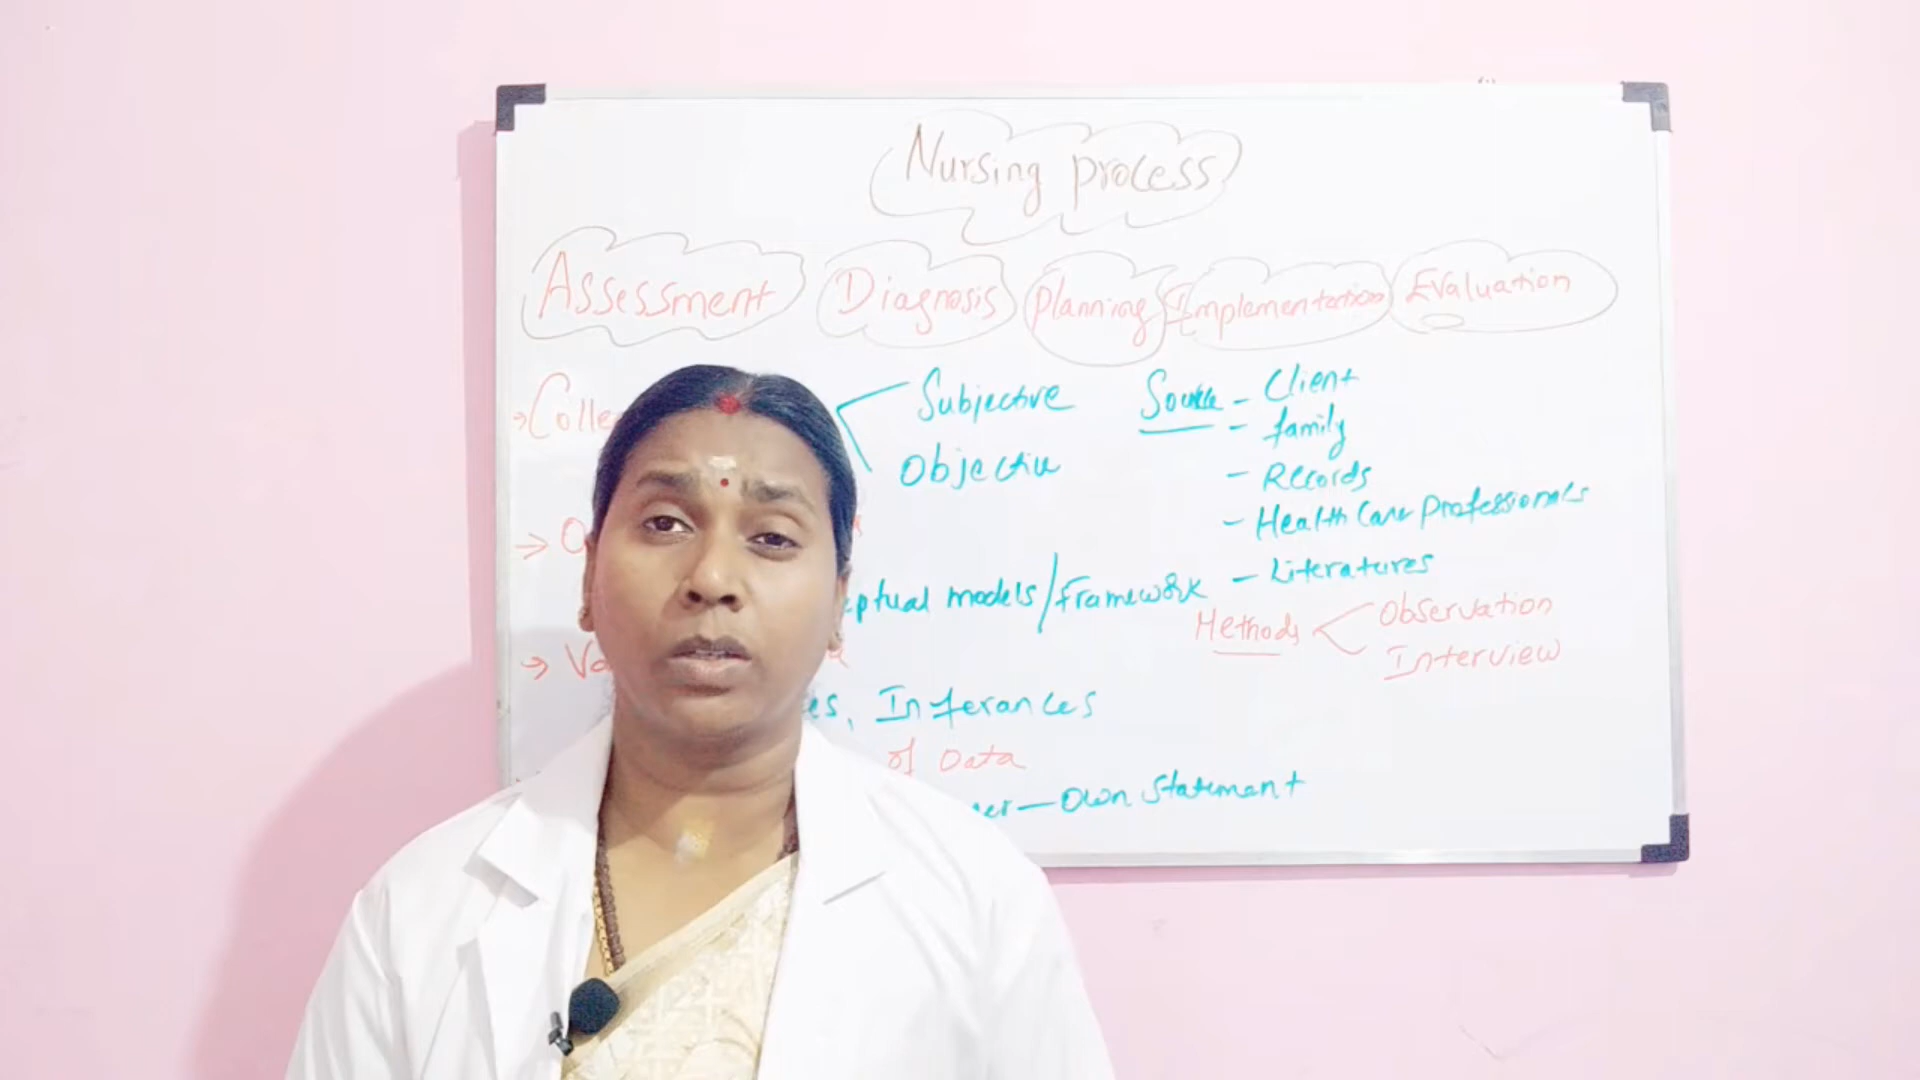 Nursing process
Assessment Diagnosis Planning Implementation Evaluation
Subjective
Objective
Source - Client
- family
- Records
- Health Care professionals
- Literatures
models/framework
Methods Observation
Interview
Inferances
of Data
Own Statement